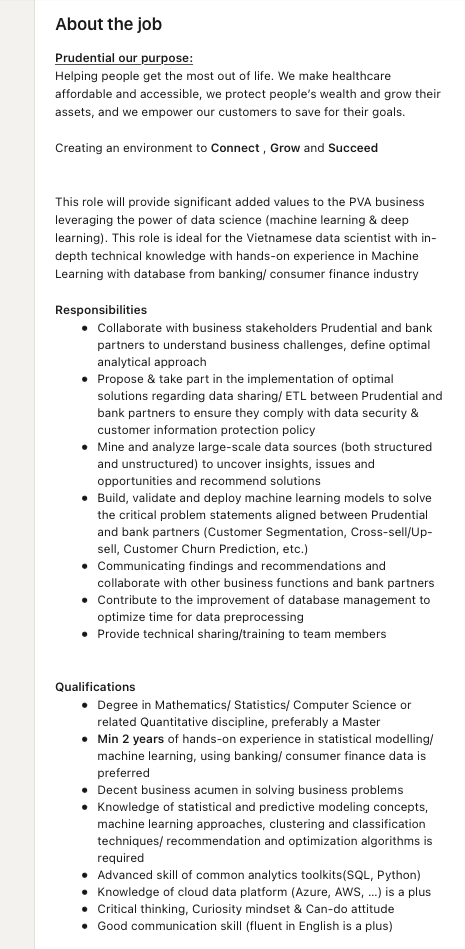 About the job
Prudential our purpose:
Helping people get the most out of life. We make healthcare
affordable and accessible, we protect people's wealth and grow their
assets, and we empower our customers to save for their goals.
Creating an environment to Connect , Grow and Succeed
This role will provide significant added values to the PVA business
leveraging the power of data science (machine learning & deep
learning). This role is ideal for the Vietnamese data scientist with in-
depth technical knowledge with hands-on experience in Machine
Learning with database from banking/ consumer finance industry
Responsibilities
● Collaborate with business stakeholders Prudential and bank
partners to understand business challenges, define optimal
analytical approach
● Propose & take part in the implementation of optimal
solutions regarding data sharing/ ETL between Prudential and
bank partners to ensure they comply with data security &
customer information protection policy
● Mine and analyze large-scale data sources (both structured
and unstructured) to uncover insights, issues and
opportunities and recommend solutions
● Build, validate and deploy machine learning models to solve
the critical problem statements aligned between Prudential
and bank partners (Customer Segmentation, Cross-sell/Up-
sell, Customer Churn Prediction, etc.)
● Communicating findings and recommendations and
collaborate with other business functions and bank partners
● Contribute to the improvement of database management to
optimize time for data preprocessing
● Provide technical sharing/training to team members
Qualifications
● Degree in Mathematics/ Statistics/ Computer Science or
related Quantitative discipline, preferably a Master
● Min 2 years of hands-on experience in statistical modelling/
machine learning, using banking/ consumer finance data is
preferred
● Decent business acumen in solving business problems
● Knowledge of statistical and predictive modeling concepts,
machine learning approaches, clustering and classification
techniques/ recommendation and optimization algorithms is
required
● Advanced skill of common analytics toolkits(SQL, Python)
● Knowledge of cloud data platform (Azure, AWS, ...) is a plus
● Critical thinking, Curiosity mindset & Can-do attitude
● Good communication skill (fluent in English is a plus)